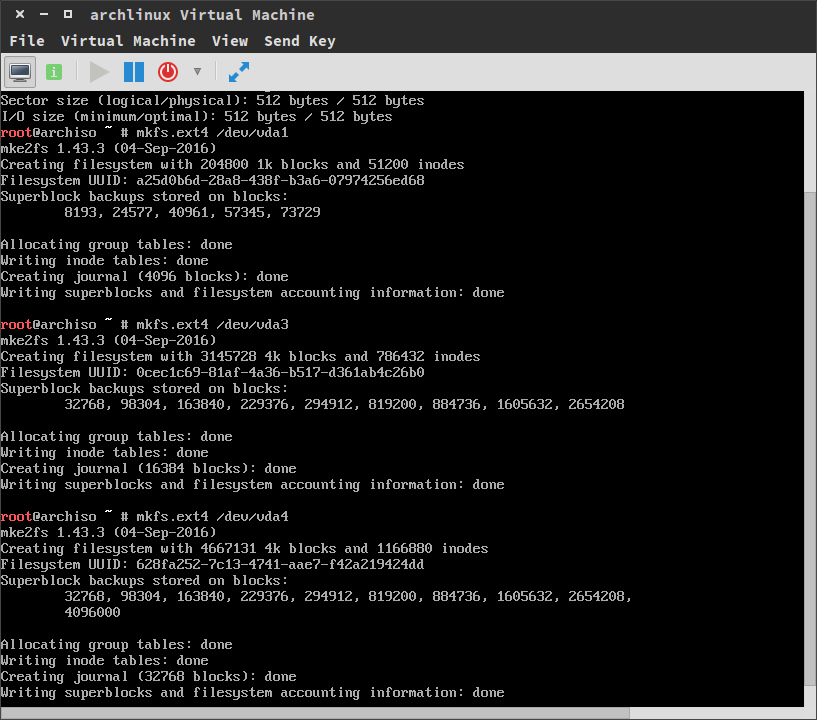 archlinux Virtual Machine
File Virtual Machine View Send Key
Sector size (logical/physical): 512 bytes / 512 bytes
I/O size (minimum/optimal): 512 bytes / 512 bytes
root@archiso ~ # mkfs.ext4 /dev/vda1
mke2fs 1.43.3 (04-Sep-2016)
Creating filesystem with 204800 1k blocks and 51200 inodes
Filesystem UUID: a25d0b6d-28a8-438f-b3a6-07974256ed68
Superblock backups stored on blocks:
        8193, 24577, 40961, 57345, 73729

Allocating group tables: done
Writing inode tables: done
Creating journal (4096 blocks): done
Writing superblocks and filesystem accounting information: done

root@archiso ~ # mkfs.ext4 /dev/vda3
mke2fs 1.43.3 (04-Sep-2016)
Creating filesystem with 3145728 4k blocks and 786432 inodes
Filesystem UUID: 0cec1c69-81af-4a36-b517-d361ab4c26b0
Superblock backups stored on blocks:
        32768, 98304, 163840, 229376, 294912, 819200, 884736, 1605632, 2654208

Allocating group tables: done
Writing inode tables: done
Creating journal (16384 blocks): done
Writing superblocks and filesystem accounting information: done

root@archiso ~ # mkfs.ext4 /dev/vda4
mke2fs 1.43.3 (04-Sep-2016)
Creating filesystem with 4667131 4k blocks and 1166880 inodes
Filesystem UUID: 628fa252-7c13-4741-aae7-f42a219424dd
Superblock backups stored on blocks:
        32768, 98304, 163840, 229376, 294912, 819200, 884736, 1605632, 2654208,
        4096000

Allocating group tables: done
Writing inode tables: done
Creating journal (32768 blocks): done
Writing superblocks and filesystem accounting information: done